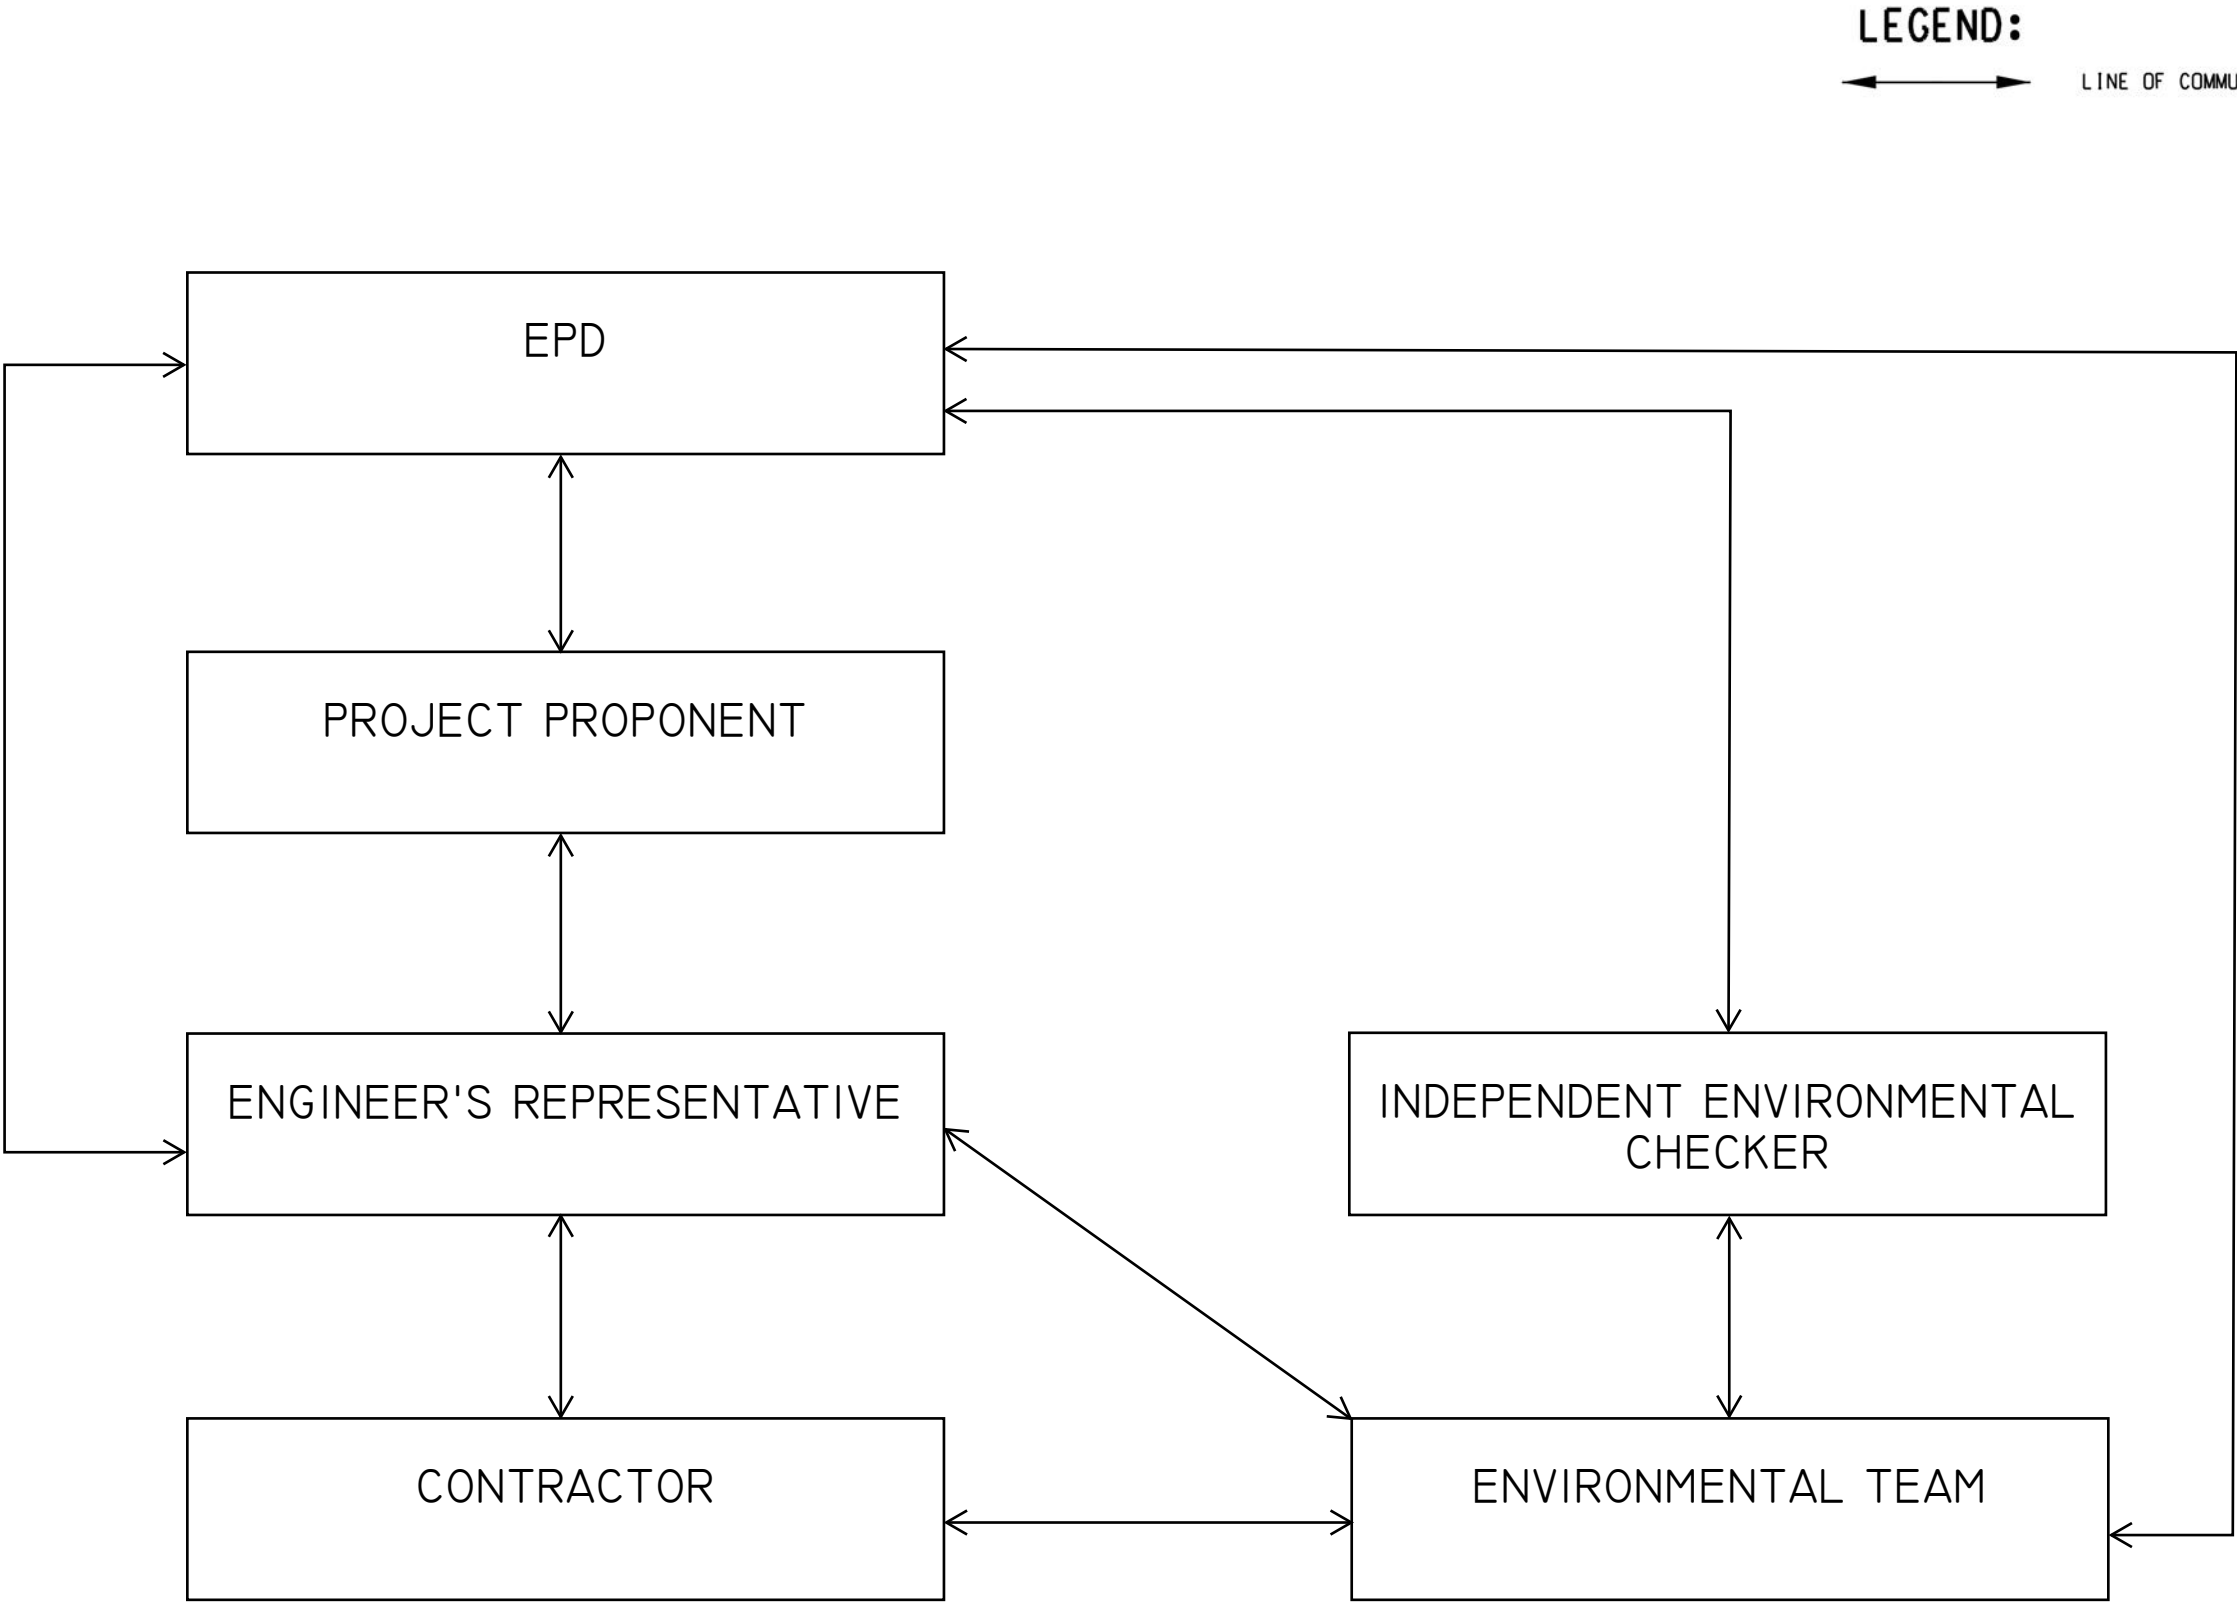 LEGEND:
LINE OF COMMU
EPD
PROJECT PROPONENT
ENGINEER'S REPRESENTATIVE
INDEPENDENT ENVIRONMENTAL
CHECKER
CONTRACTOR
ENVIRONMENTAL TEAM